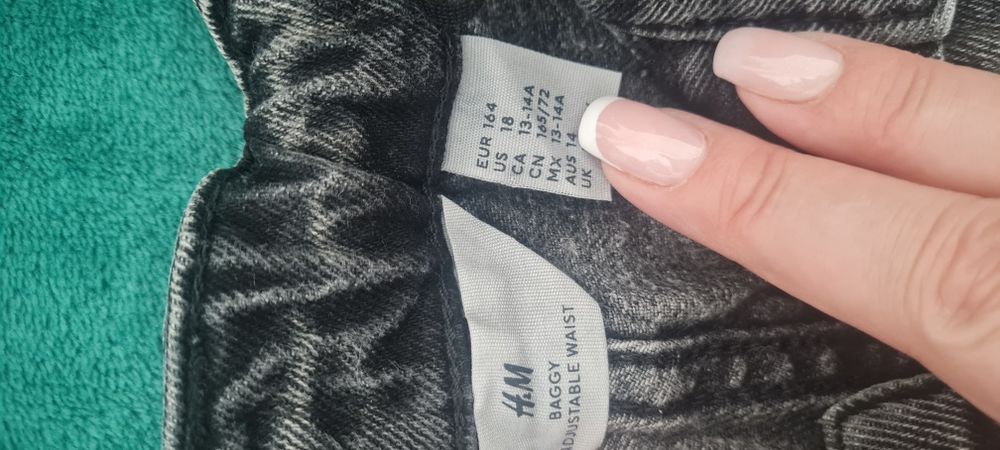 EUR 164
US 18
CA 13-14A
CN 165/72
MX 13-14A
AUS 14
UK
H&M
BAGGY
ADJUSTABLE WAIST